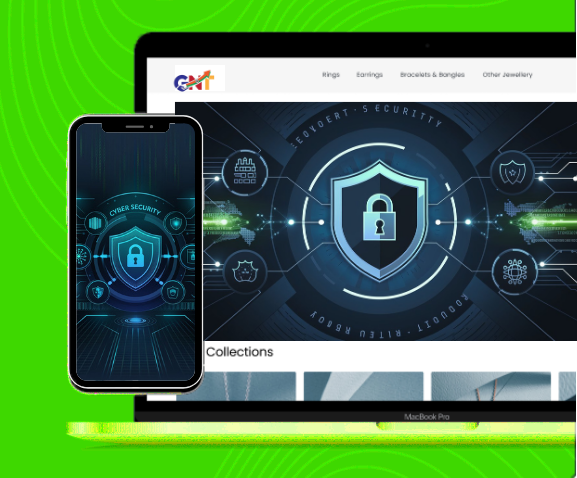 GNT
Rings Earrings Bracelets & Bangles Other Jewellery
CYBER SECURITY
Collections
MacBook Pro